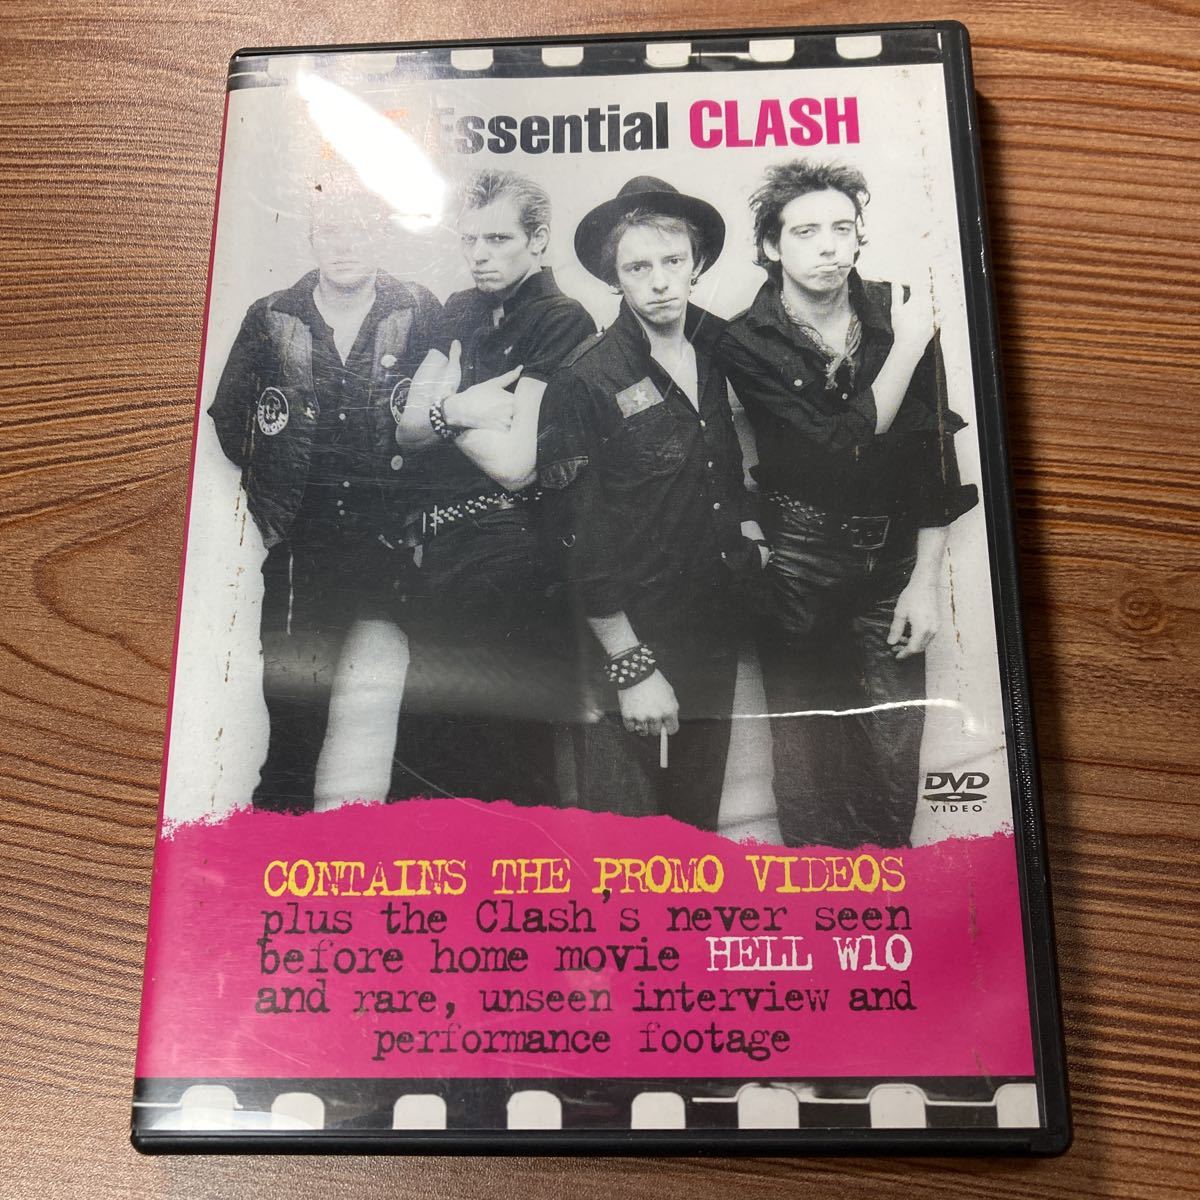 Essential CLASH
DVD
VIDEO
CONTAINS THE PROMO VIDEOS
plus the Clash's never seen
before home movie HELL W10
and rare, unseen interview and
performance footage